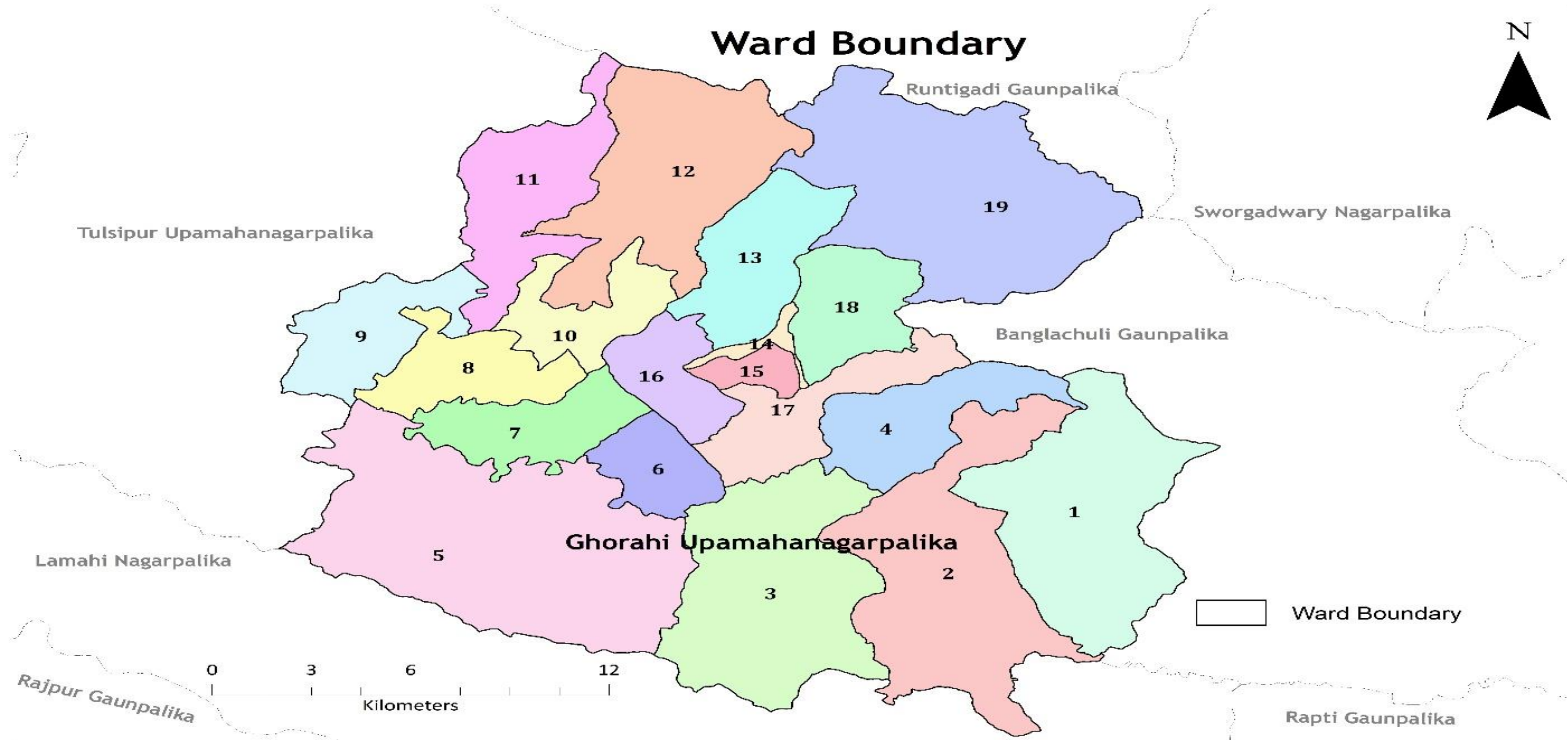 Ward Boundary
N
Runtigadi Gaunpalika
12
11
19
Sworgadwary Nagarpalika
Tulsipur Upamahanagarpalika
13
18
Banglachuli Gaunpalika
9
10
14
8
16
15
17
4
7
6
1
Ghorahi Upamahanagarpalika
5
Lamahi Nagarpalika
2
3
Ward Boundary
0 3 6 12
Kilometers
Rajpur Gaunpalika
Rapti Gaunpalika